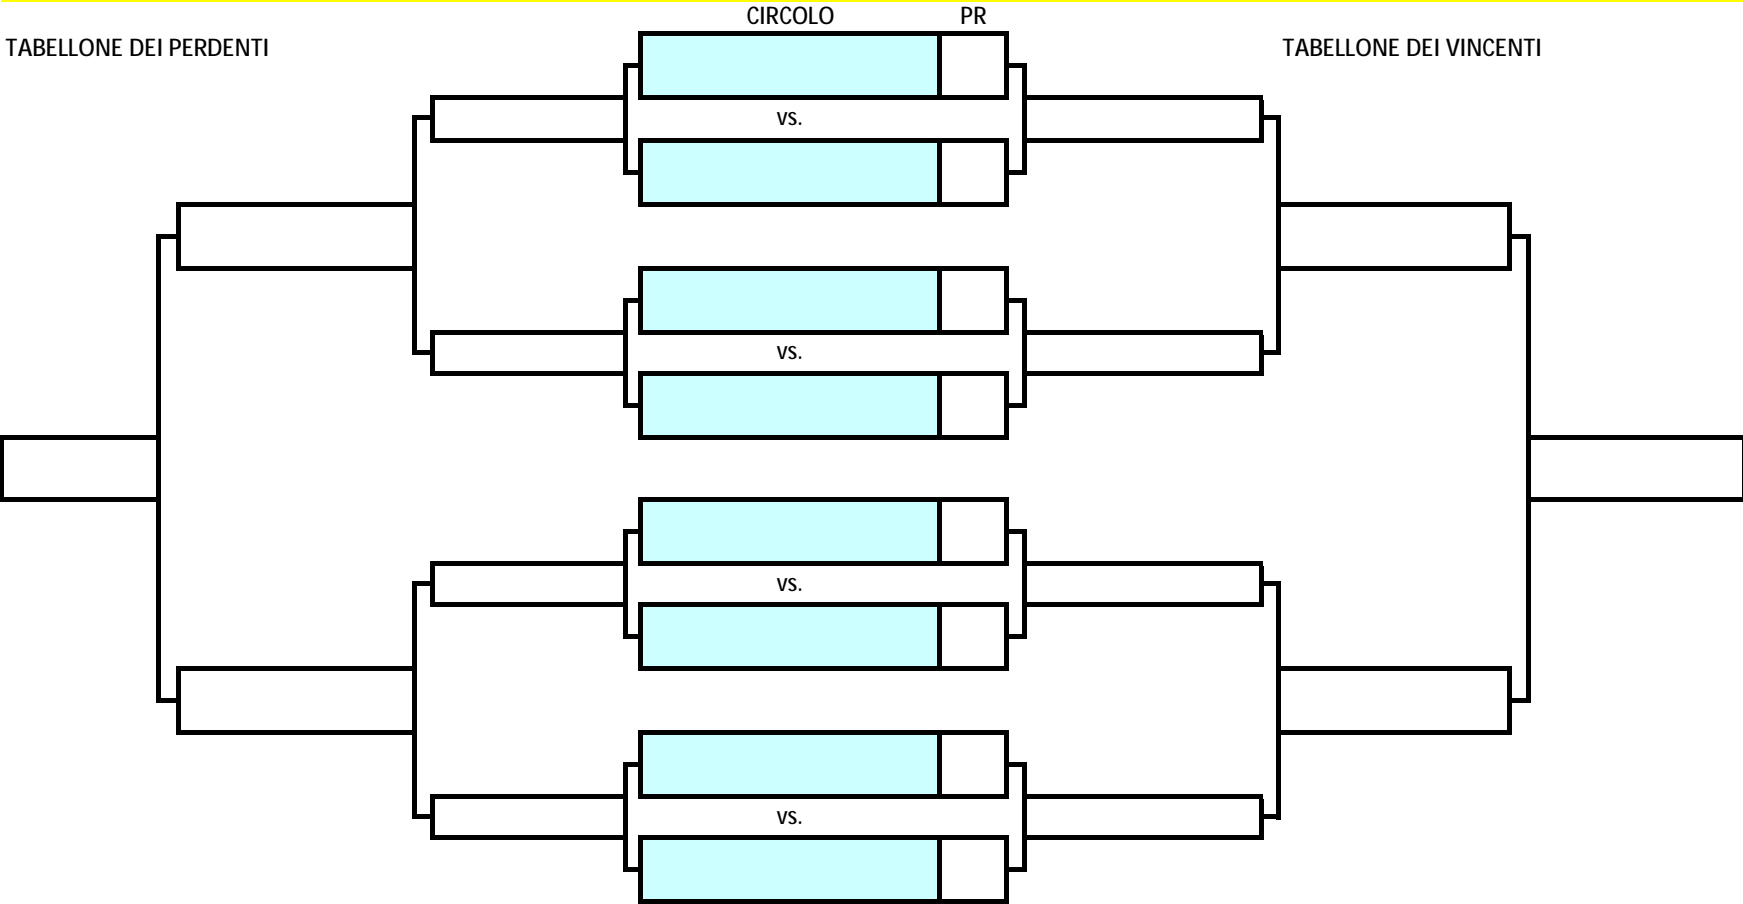 CIRCOLO PR
TABELLONE DEI PERDENTI
TABELLONE DEI VINCENTI
vs.
vs.
vs.
vs.